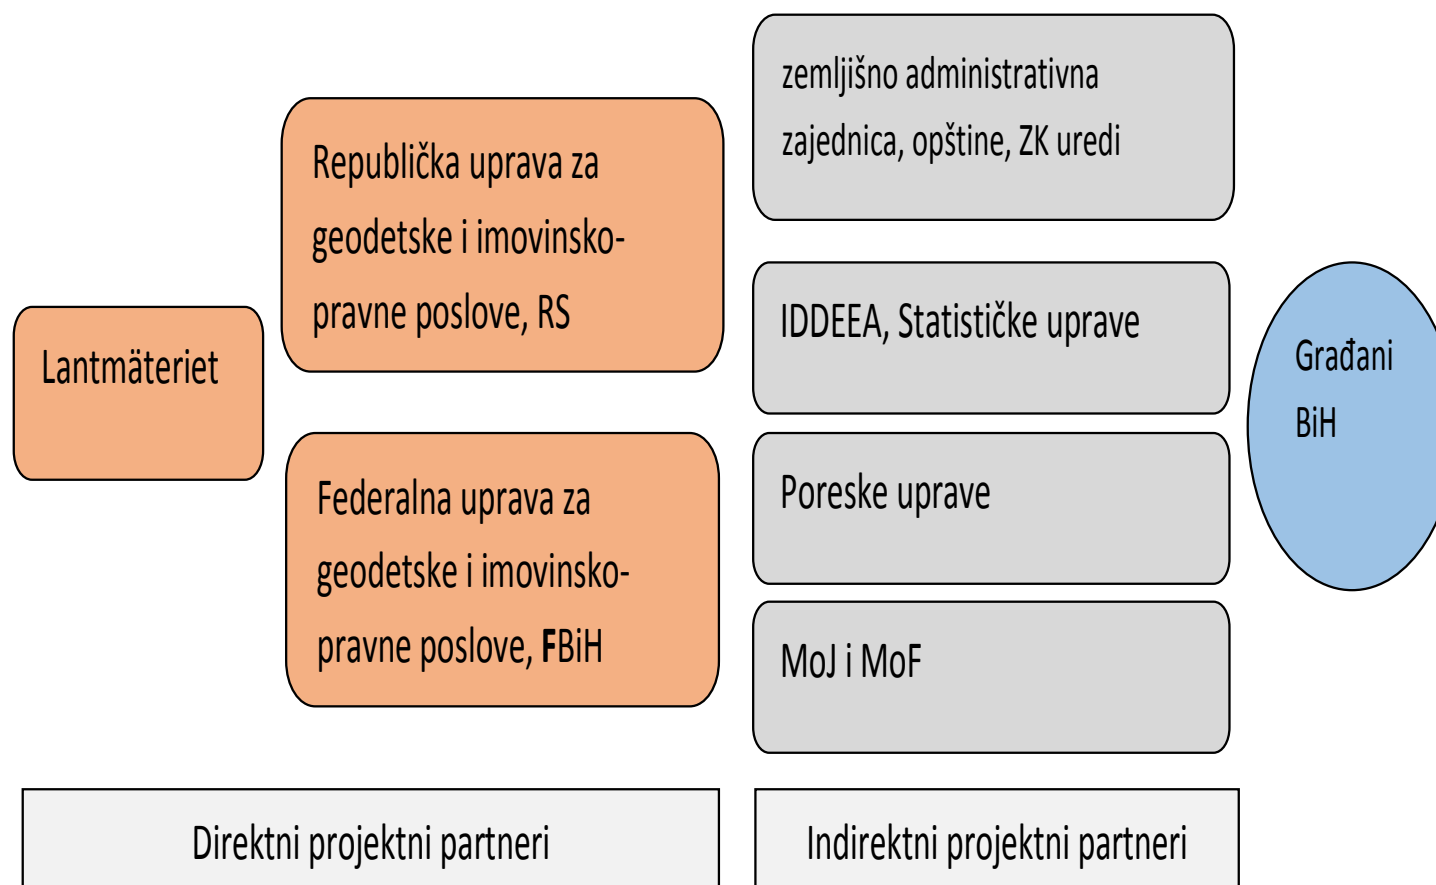 Lantmäteriet
Republička uprava za
geodetske i imovinsko-
pravne poslove, RS
Federalna uprava za
geodetske i imovinsko-
pravne poslove, FBiH
zemljišno administrativna
zajednica, opštine, ZK uredi
IDDEEA, Statističke uprave
Poreske uprave
MoJ i MoF
Građani
BiH
Direktni projektni partneri
Indirektni projektni partneri